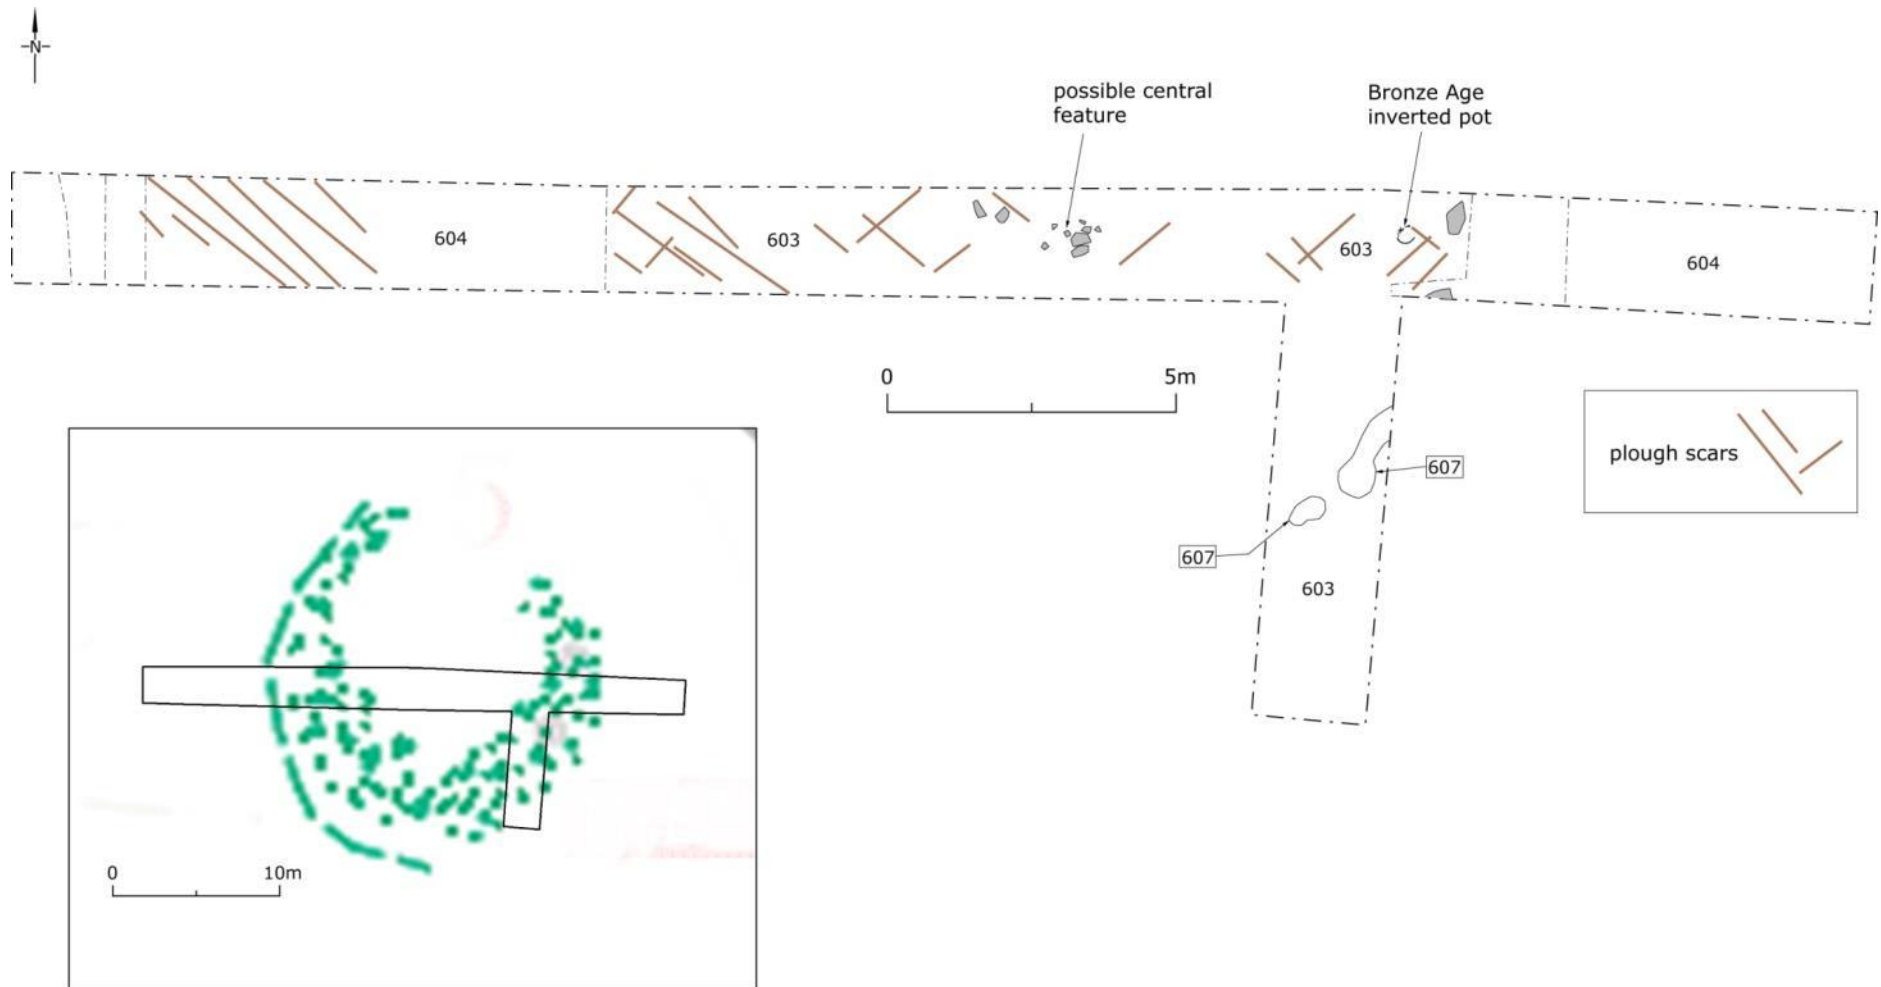 -N-
possible central
feature
Bronze Age
inverted pot
604
603
603
604
0 5m
plough scars
607
607
603
0 10m